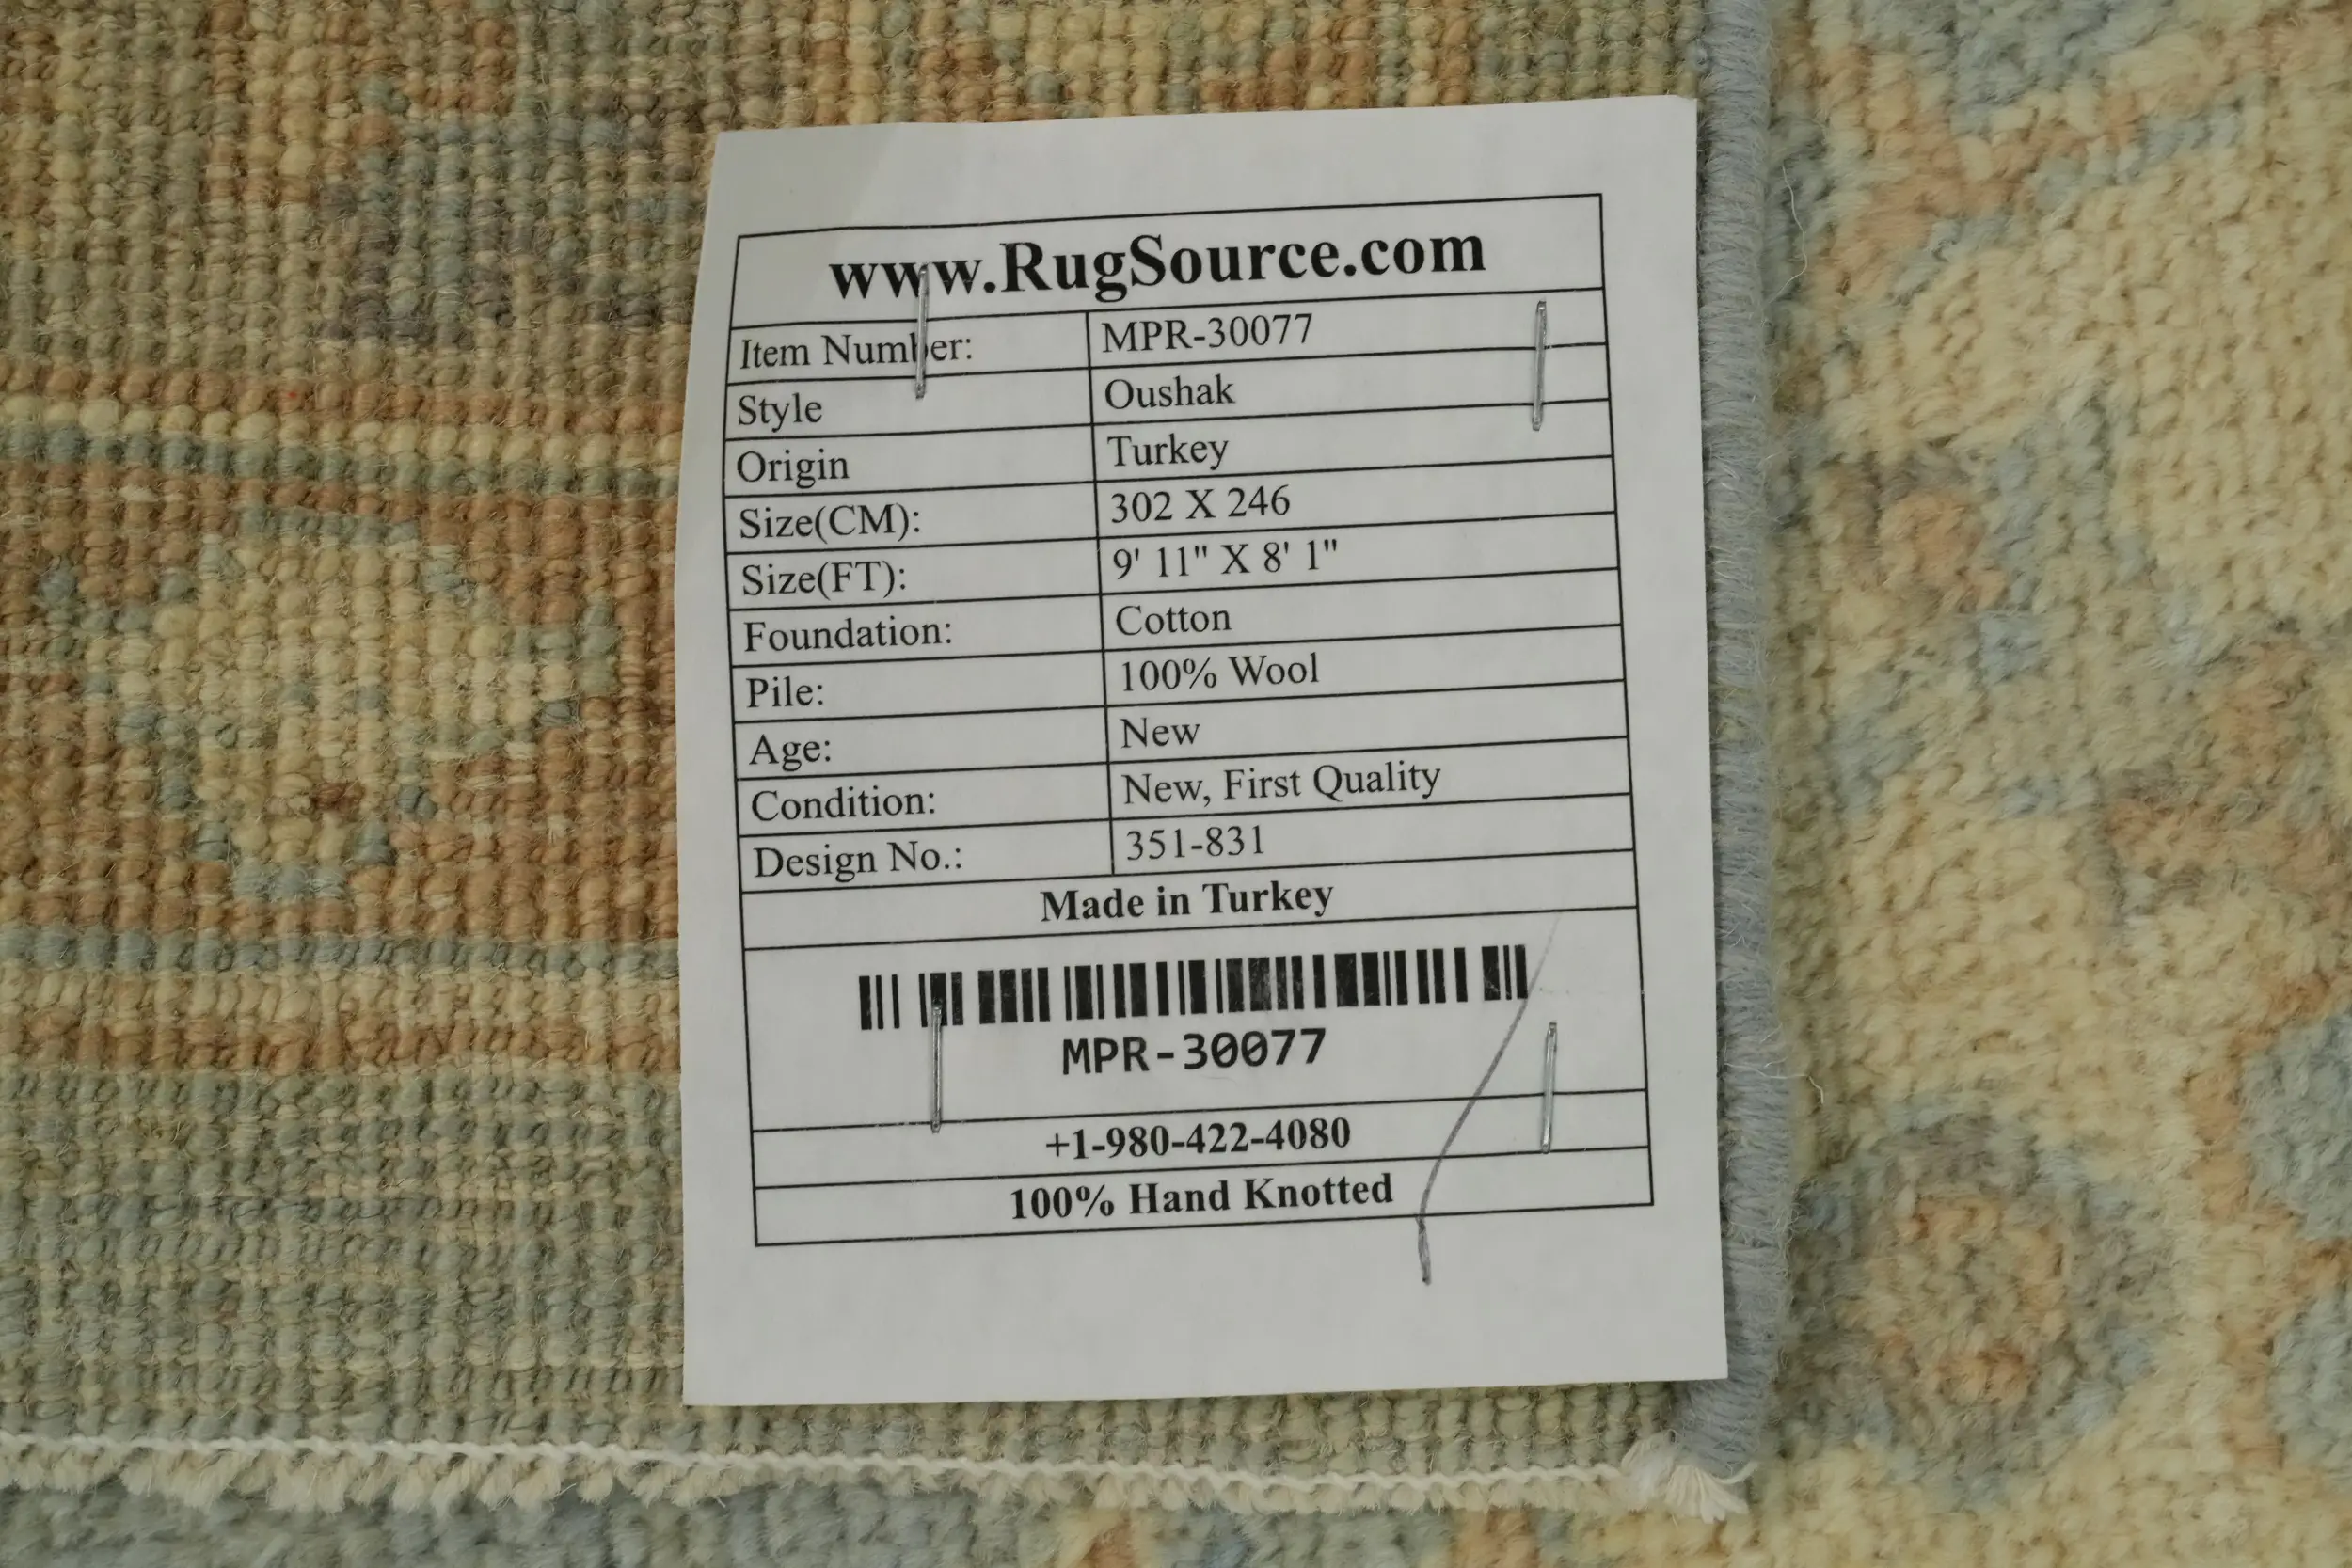 www.RugSource.com
Item Number: MPR-30077
Style Oushak
Origin Turkey
Size(CM): 302 X 246
Size(FT): 9' 11" X 8' 1"
Foundation: Cotton
Pile: 100% Wool
Age: New
Condition: New, First Quality
Design No.: 351-831
Made in Turkey
MPR-30077
+1-980-422-4080
100% Hand Knotted